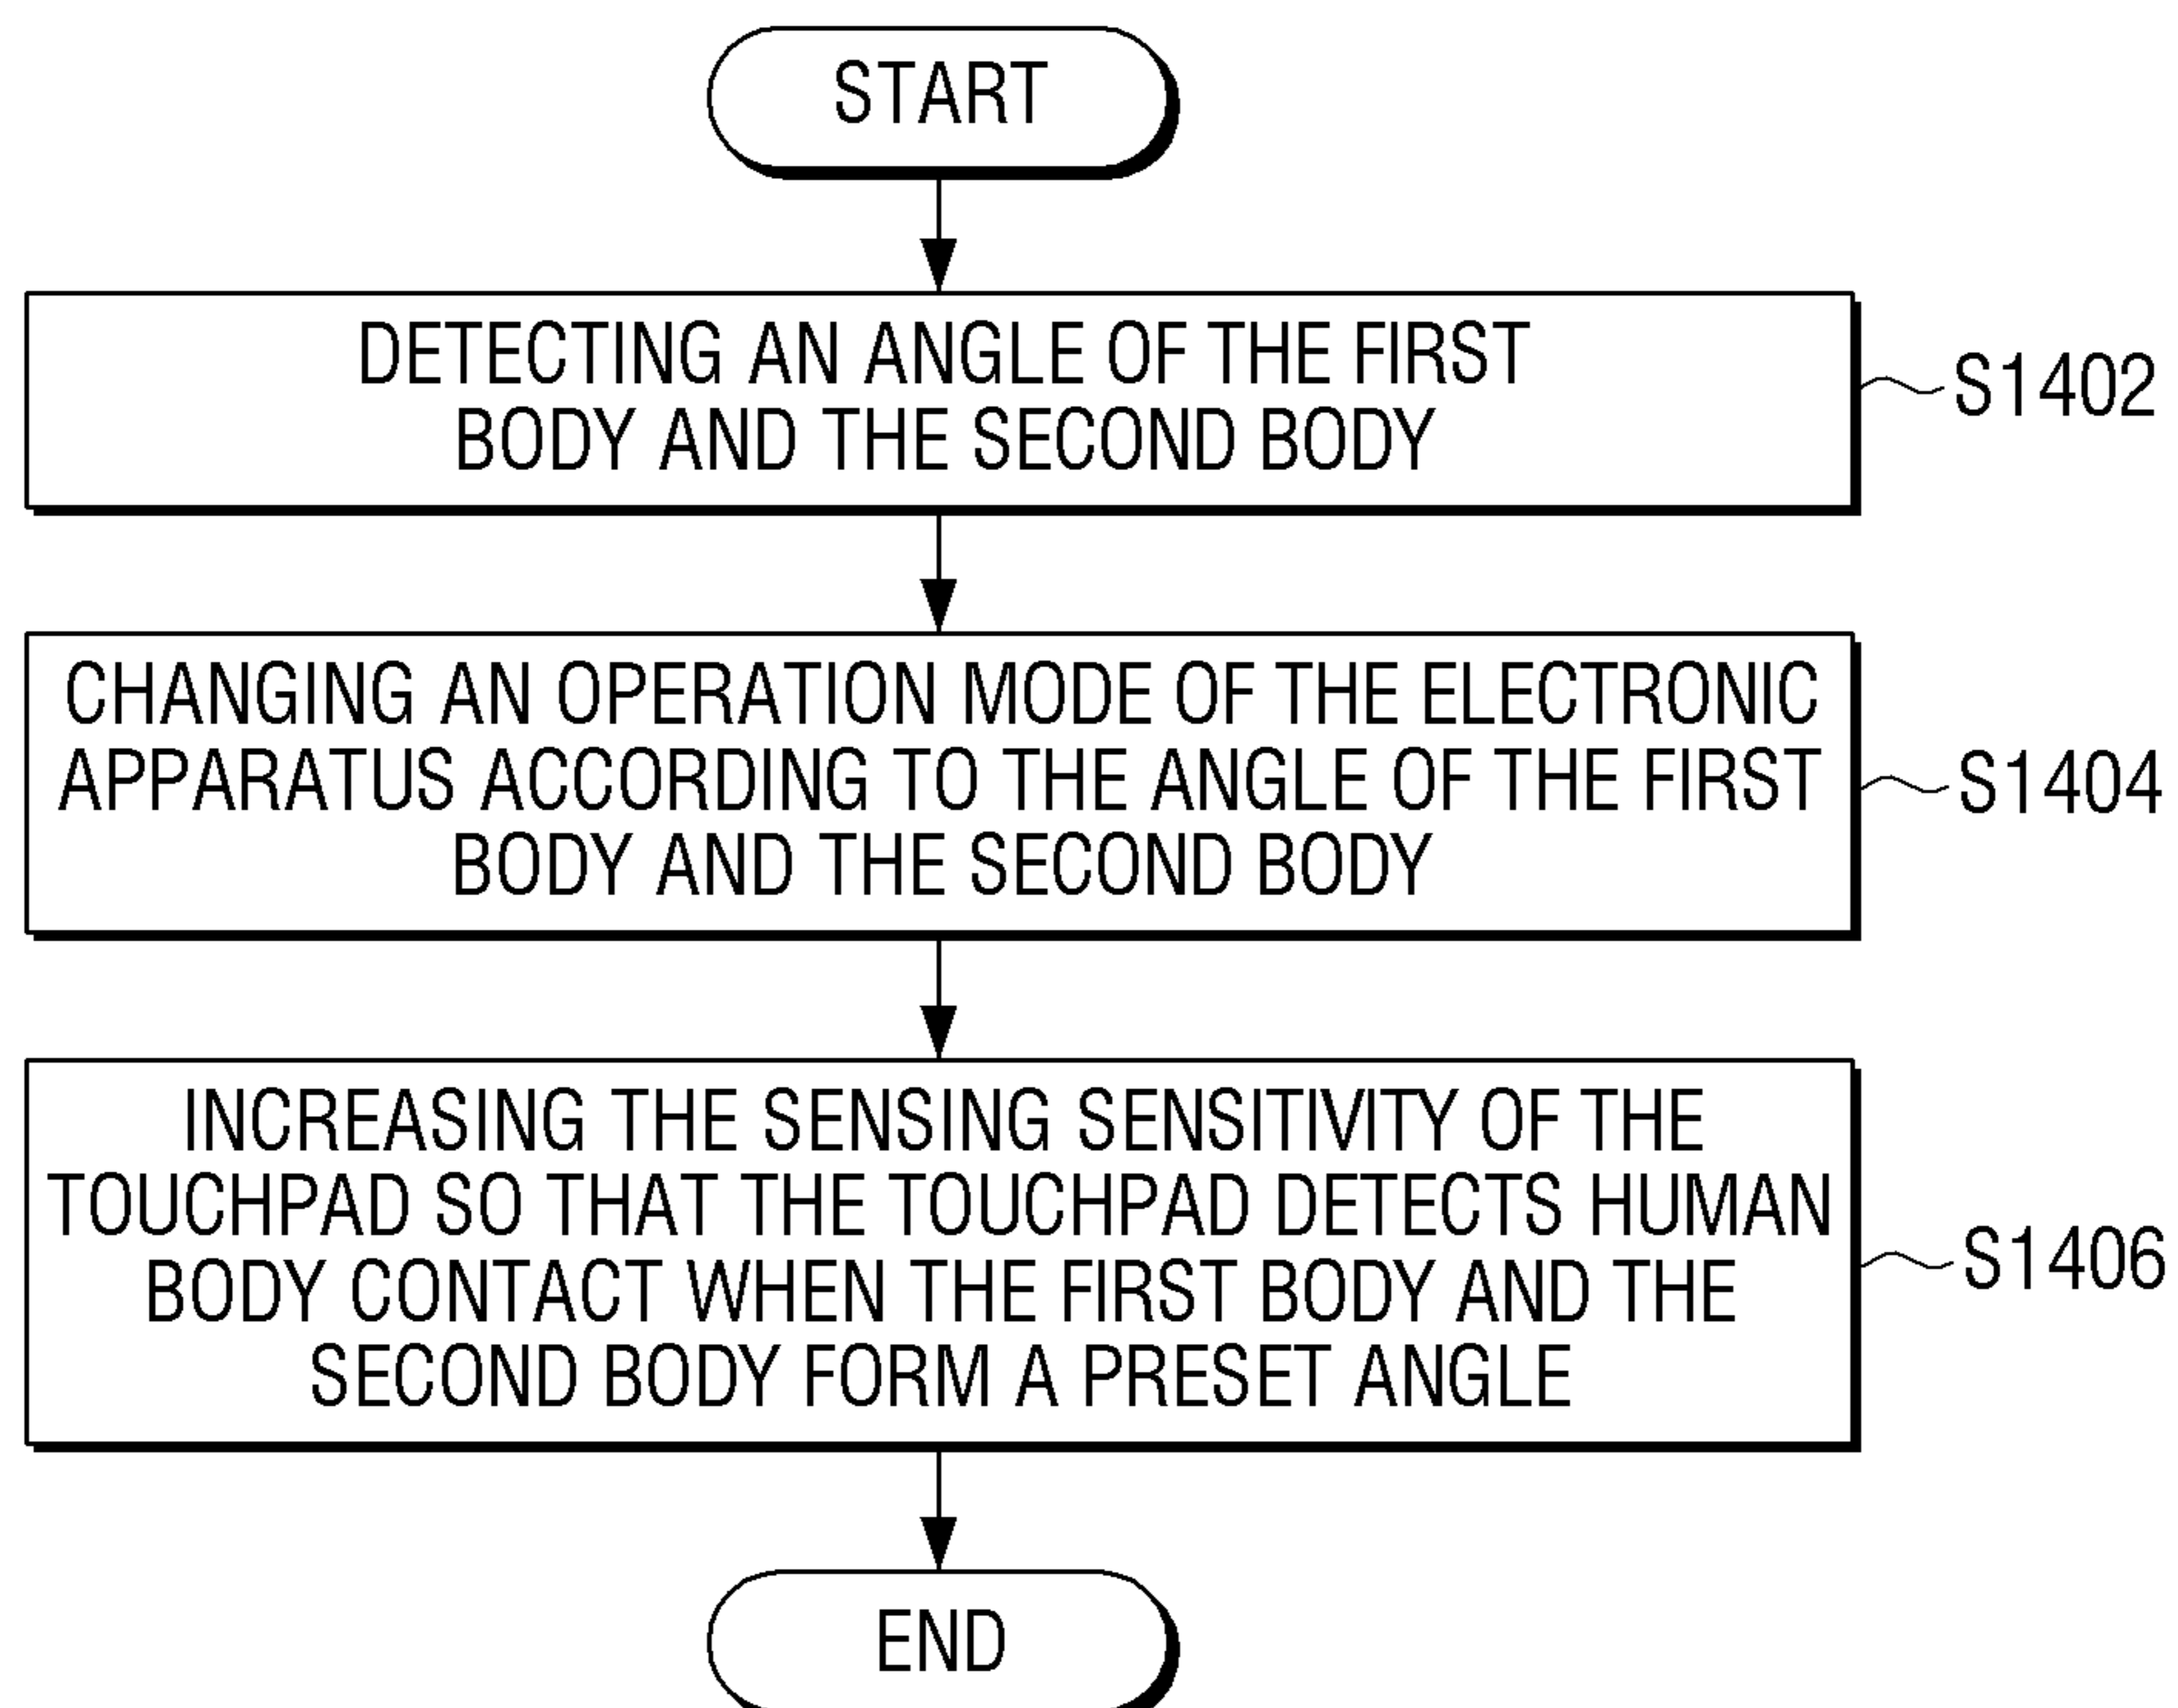 START
DETECTING AN ANGLE OF THE FIRST
BODY AND THE SECOND BODY
S1402
CHANGING AN OPERATION MODE OF THE ELECTRONIC
APPARATUS ACCORDING TO THE ANGLE OF THE FIRST
BODY AND THE SECOND BODY
S1404
INCREASING THE SENSING SENSITIVITY OF THE
TOUCHPAD SO THAT THE TOUCHPAD DETECTS HUMAN
BODY CONTACT WHEN THE FIRST BODY AND THE
SECOND BODY FORM A PRESET ANGLE
S1406
END